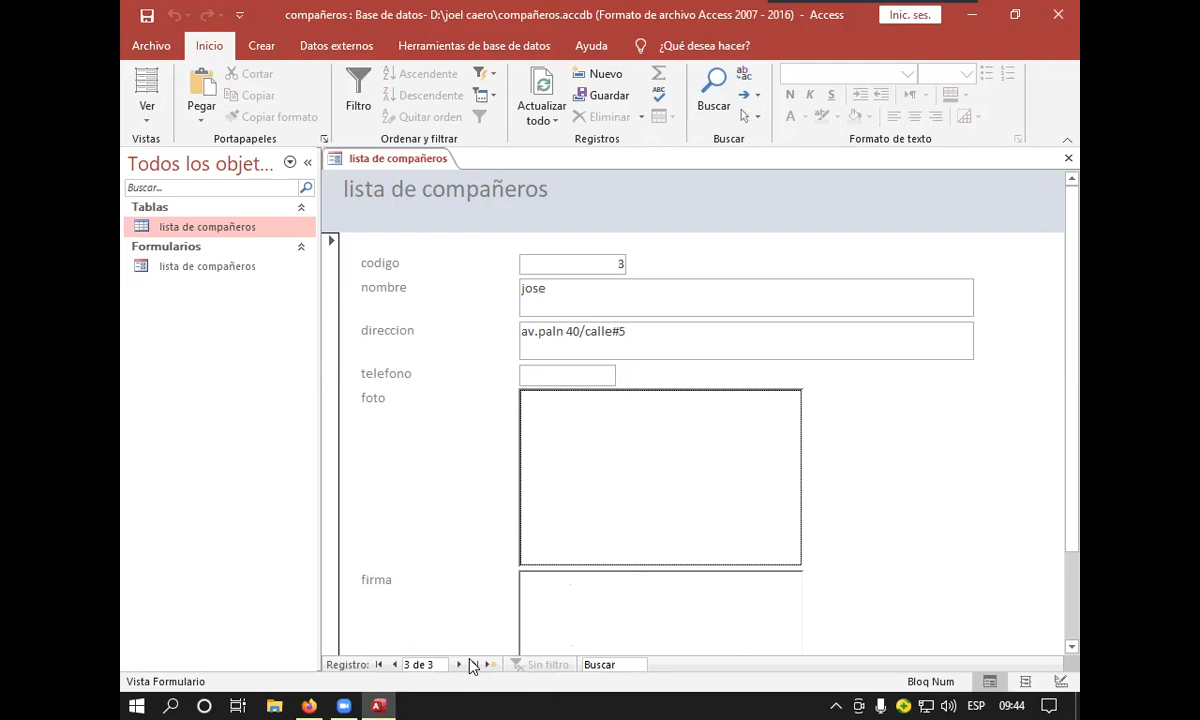 compañeros : Base de datos- D:\joel caero\compañeros.accdb (Formato de archivo Access 2007 - 2016) - Access
Inic. ses.
Archivo Inicio Crear Datos externos Herramientas de base de datos Ayuda ¿Qué desea hacer?
Ver
Vistas
Pegar
Cortar
Copiar
Copiar formato
Portapapeles
Filtro
Ascendente
Descendente
Quitar orden
Ordenar y filtrar
Actualizar
todo
Nuevo
Guardar
Eliminar
Registros
Buscar
Buscar
N K S
A
Formato de texto
Todos los objet...
Buscar...
Tablas
lista de compañeros
Formularios
lista de compañeros
lista de compañeros
lista de compañeros
codigo 3
nombre jose
direccion av.paln 40/calle#5
telefono
foto
firma
Registro: 3 de 3 Sin filtro Buscar
Vista Formulario
Bloq Num
ESP 09:44